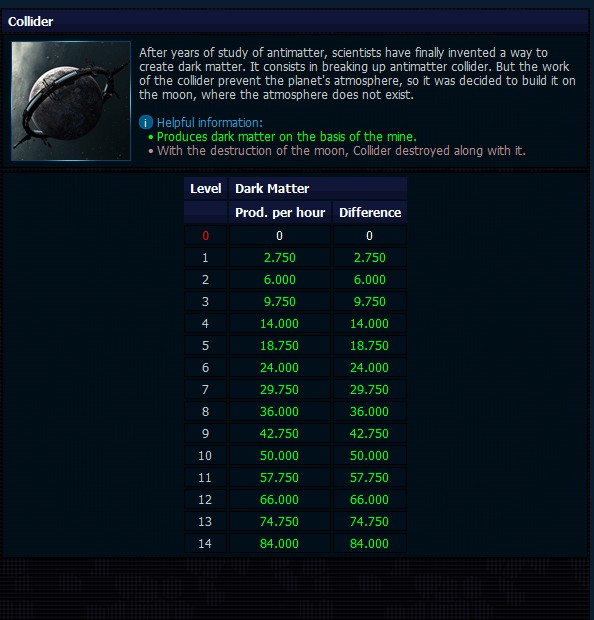 Collider
After years of study of antimatter, scientists have finally invented a way to
create dark matter. It consists in breaking up antimatter collider. But the work
of the collider prevent the planet's atmosphere, so it was decided to build it on
the moon, where the atmosphere does not exist.
i Helpful information:
• Produces dark matter on the basis of the mine.
• With the destruction of the moon, Collider destroyed along with it.
Level Dark Matter
Prod. per hour Difference
0 0 0
1 2.750 2.750
2 6.000 6.000
3 9.750 9.750
4 14.000 14.000
5 18.750 18.750
6 24.000 24.000
7 29.750 29.750
8 36.000 36.000
9 42.750 42.750
10 50.000 50.000
11 57.750 57.750
12 66.000 66.000
13 74.750 74.750
14 84.000 84.000